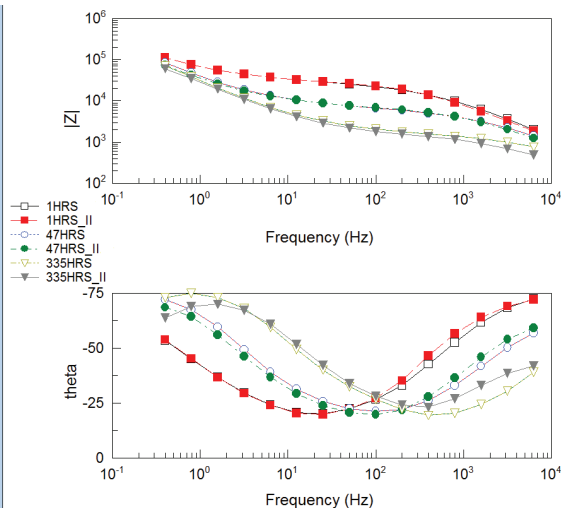 10^6
10^5
10^4
10^3
10^2
|Z|
10^-1 10^0 10^1 10^2 10^3 10^4
Frequency (Hz)
1HRS
1HRS_II
47HRS
47HRS_II
335HRS
335HRS_II
-75
-50
-25
0
theta
10^-1 10^0 10^1 10^2 10^3 10^4
Frequency (Hz)